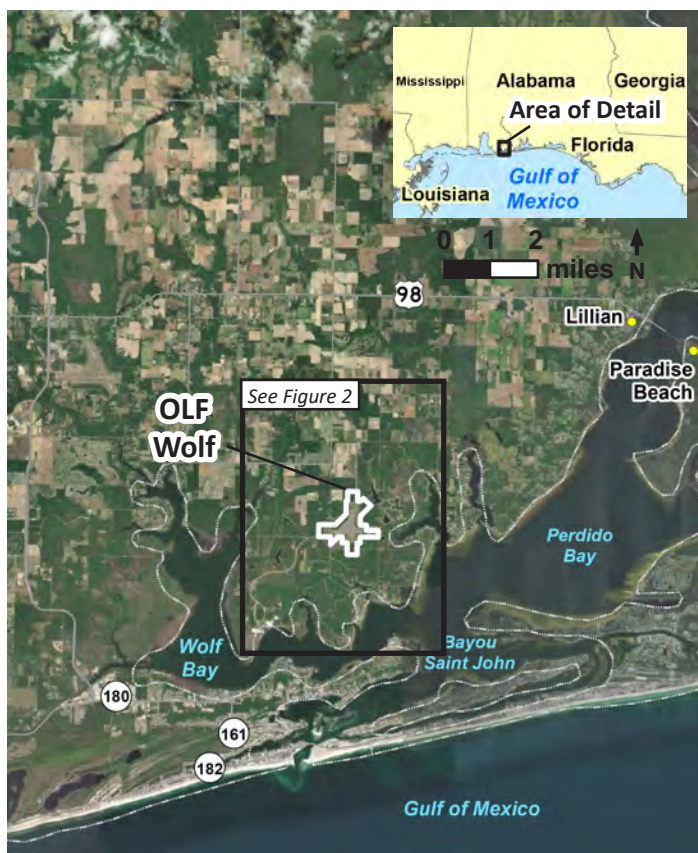 Mississippi
Alabama
Georgia
Area of Detail
Florida
Louisiana
Gulf of
Mexico
0 1 2
miles N
98
Lillian
Paradise
Beach
See Figure 2
OLF
Wolf
Perdido
Bay
Wolf
Bay
Bayou
Saint John
180
161
182
Gulf of Mexico